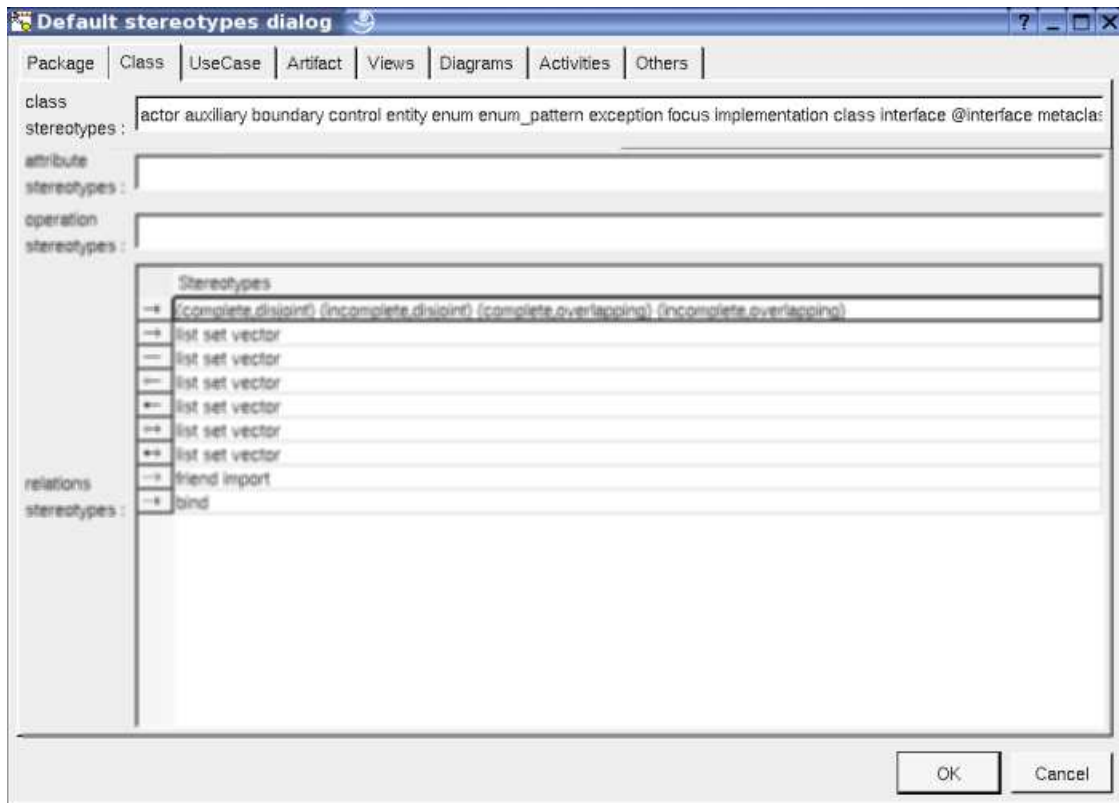 Default stereotypes dialog
Package Class UseCase Artifact Views Diagrams Activities Others
class
stereotypes :
actor auxiliary boundary control entity enum enum_pattern exception focus implementation class interface @interface metaclas
attribute
stereotypes :
operation
stereotypes :
Stereotypes
(complete,disjoint) (incomplete,disjoint) (complete,overlapping) (incomplete,overlapping)
list set vector
list set vector
list set vector
list set vector
list set vector
list set vector
friend import
bind
relations
stereotypes :
OK Cancel